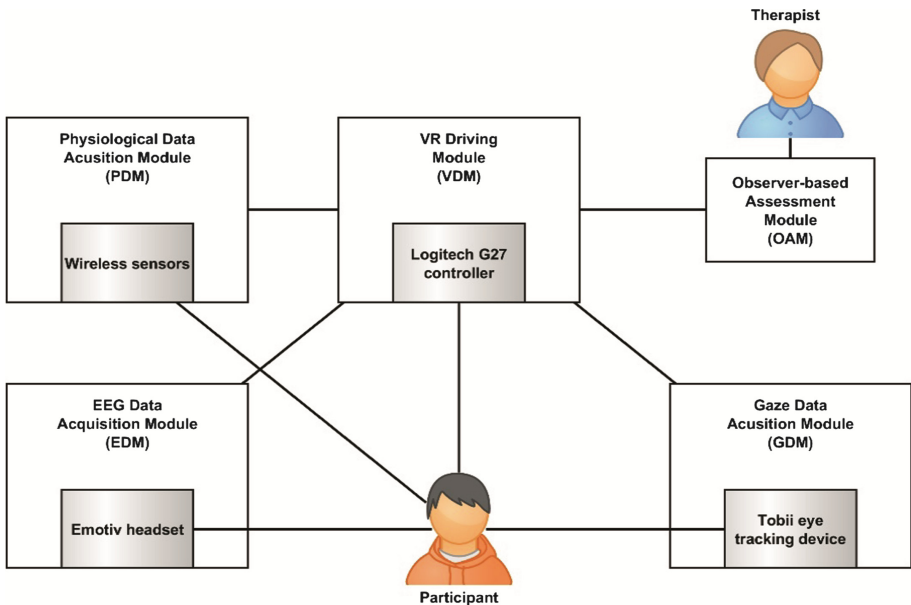 Therapist
Physiological Data
Acusition Module
(PDM)
Wireless sensors
VR Driving
Module
(VDM)
Logitech G27
controller
Observer-based
Assessment
Module
(OAM)
EEG Data
Acquisition Module
(EDM)
Emotiv headset
Gaze Data
Acusition Module
(GDM)
Tobii eye
tracking device
Participant